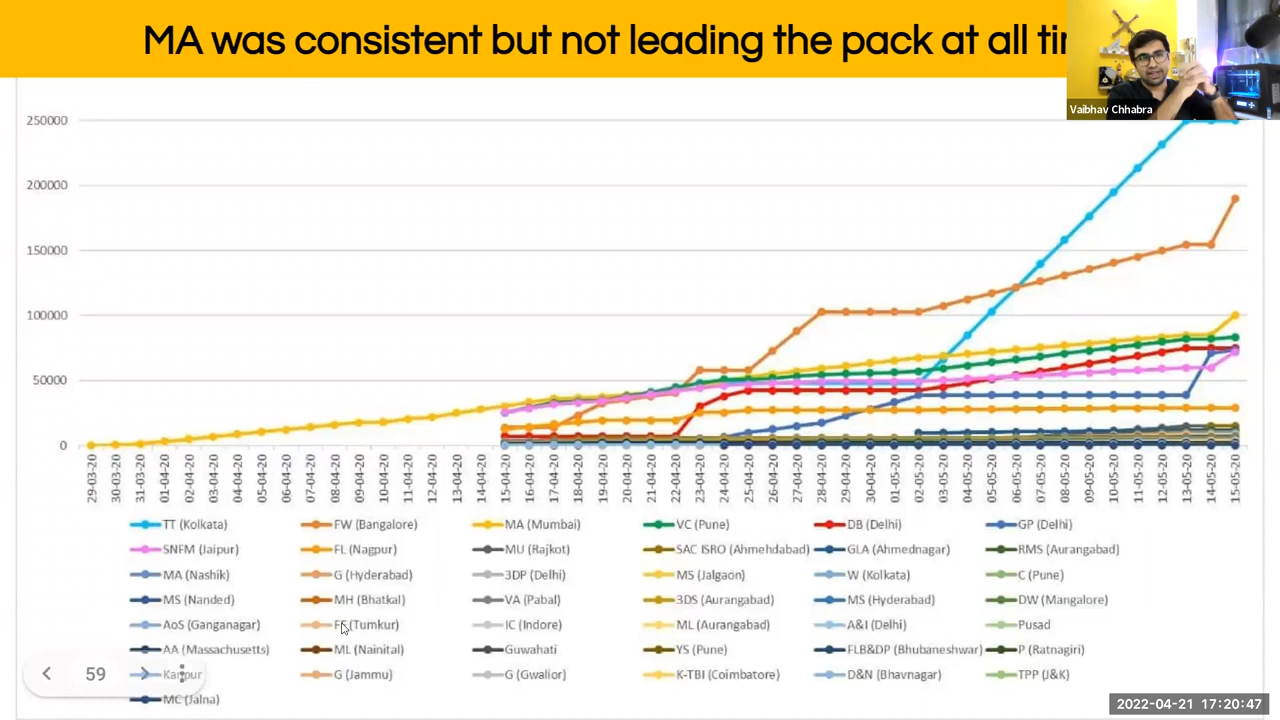 MA was consistent but not leading the pack at all
Vaibhav Chhabra
250000
200000
150000
100000
50000
0
29-03-20 30-03-20 31-03-20 01-04-20 02-04-20 03-04-20 04-04-20 05-04-20 06-04-20 07-04-20 08-04-20 09-04-20 10-04-20 11-04-20 12-04-20 13-04-20 14-04-20 15-04-20 16-04-20 17-04-20 18-04-20 19-04-20 20-04-20 21-04-20 22-04-20 23-04-20 24-04-20 25-04-20 26-04-20 27-04-20 28-04-20 29-04-20 30-04-20 01-05-20 02-05-20 03-05-20 04-05-20 05-05-20 06-05-20 07-05-20 08-05-20 09-05-20 10-05-20 11-05-20 12-05-20 13-05-20 14-05-20 15-05-20
TT (Kolkata) FW (Bangalore) MA (Mumbai) VC (Pune) DB (Delhi) GP (Delhi)
SNFM (Jaipur) FL (Nagpur) MU (Rajkot) SAC ISRO (Ahmehdabad) GLA (Ahmednagar) RMS (Aurangabad)
MA (Nashik) G (Hyderabad) 3DP (Delhi) MS (Jalgaon) W (Kolkata) C (Pune)
MS (Nanded) MH (Bhatkal) VA (Pabal) 3DS (Aurangabad) MS (Hyderabad) DW (Mangalore)
AoS (Ganganagar) (Tumkur) IC (Indore) ML (Aurangabad) A&I (Delhi) Pusad
AA (Massachusetts) ML (Nainital) Guwahati YS (Pune) FLB&DP (Bhubaneshwar) P (Ratnagiri)
Kanpur G (Jammu) G (Gwalior) K-TBI (Coimbatore) D&N (Bhavnagar) TPP (J&K)
MC (Jalna)
59
2022-04-21 17:20:47